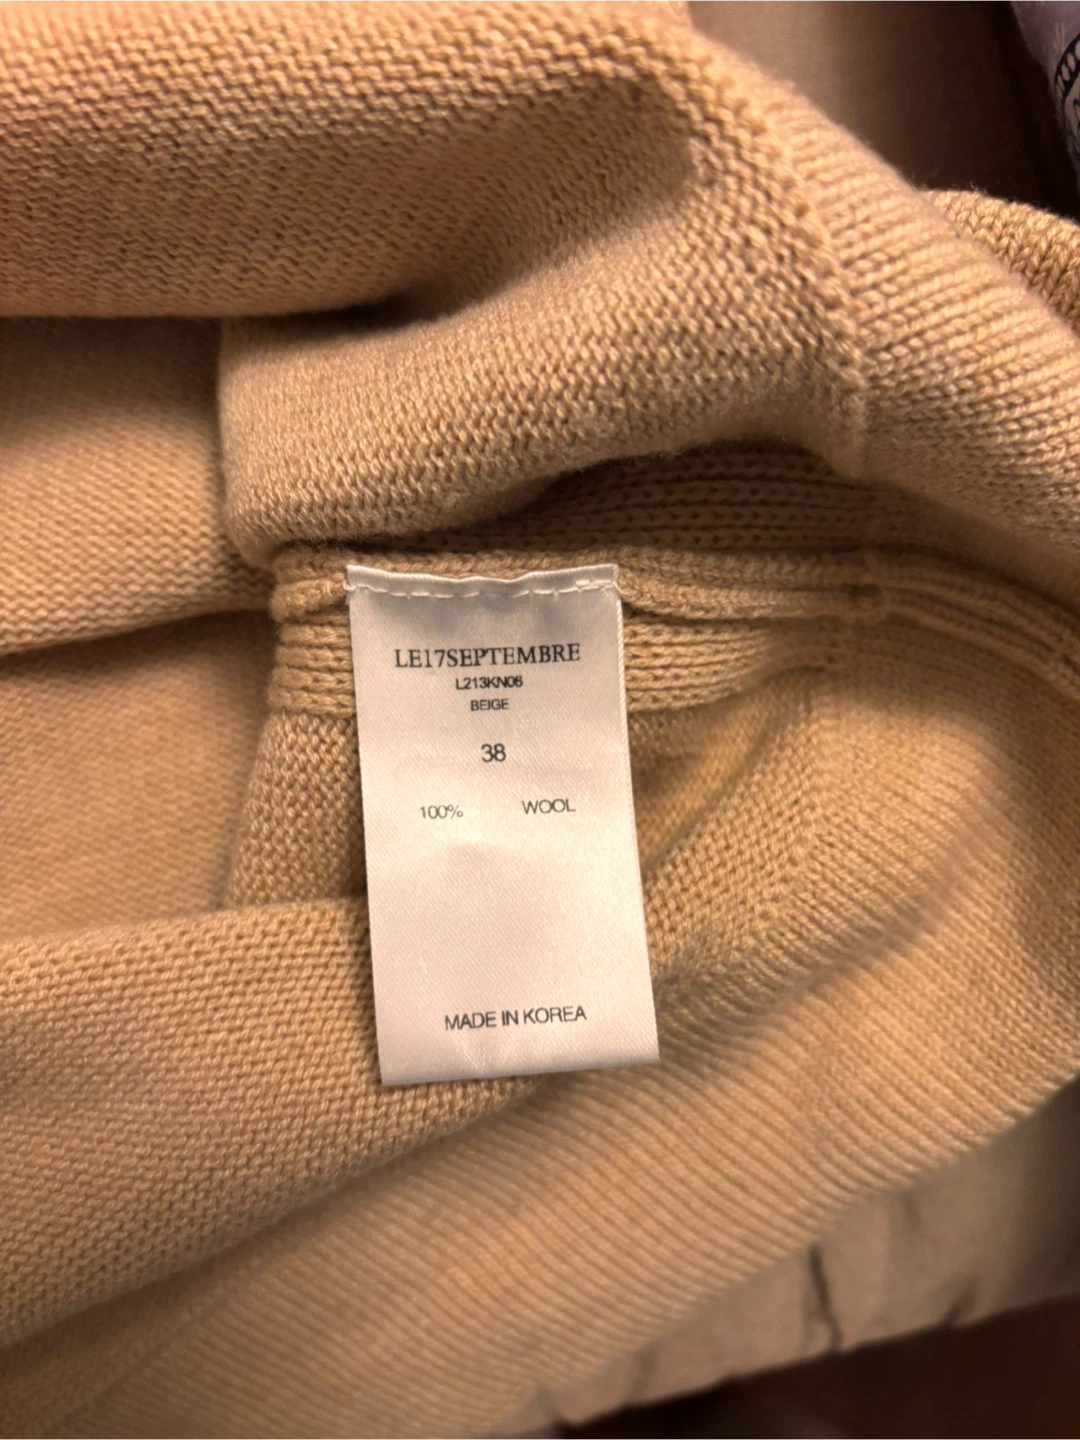 LE17SEPTEMBRE
L213KN06
BEIGE
38
100% WOOL
MADE IN KOREA